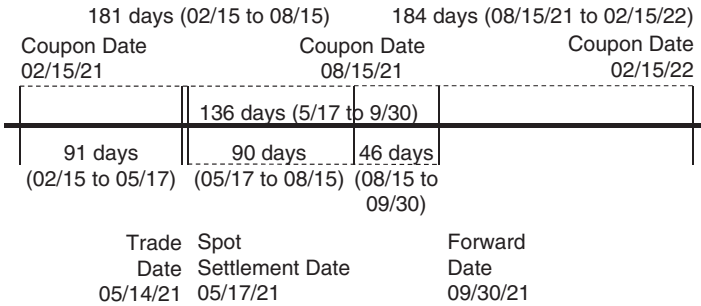 181 days (02/15 to 08/15)
184 days (08/15/21 to 02/15/22)
Coupon Date
02/15/21
Coupon Date
08/15/21
Coupon Date
02/15/22
136 days (5/17 to 9/30)
91 days
(02/15 to 05/17)
90 days
(05/17 to 08/15)
46 days
(08/15 to
09/30)
Trade
Date
05/14/21
Spot
Settlement Date
05/17/21
Forward
Date
09/30/21